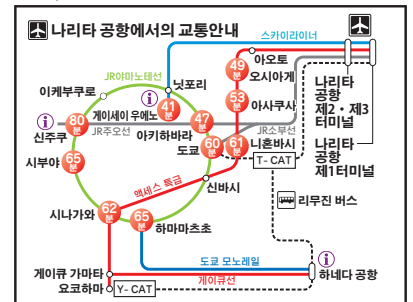 나리타 공항에서의 교통안내
스카이라이너
아오토
49분
오시아게
JR야마노테선
닛포리
이케부쿠로
게이세이 우에노
41분
53분
아사쿠사
나리타
공항
제2·제3
터미널
80분
신주쿠
JR주오선
47분
아키하바라
JR소부선
도쿄
60분
61분
니혼바시
T-CAT
나리타
공항
제1터미널
시부야
65분
신바시
액세스 특급
리무진 버스
62분
시나가와
65분
하마마츠초
도쿄 모노레일
게이큐 가마타
게이큐선
하네다 공항
요코하마
Y-CAT